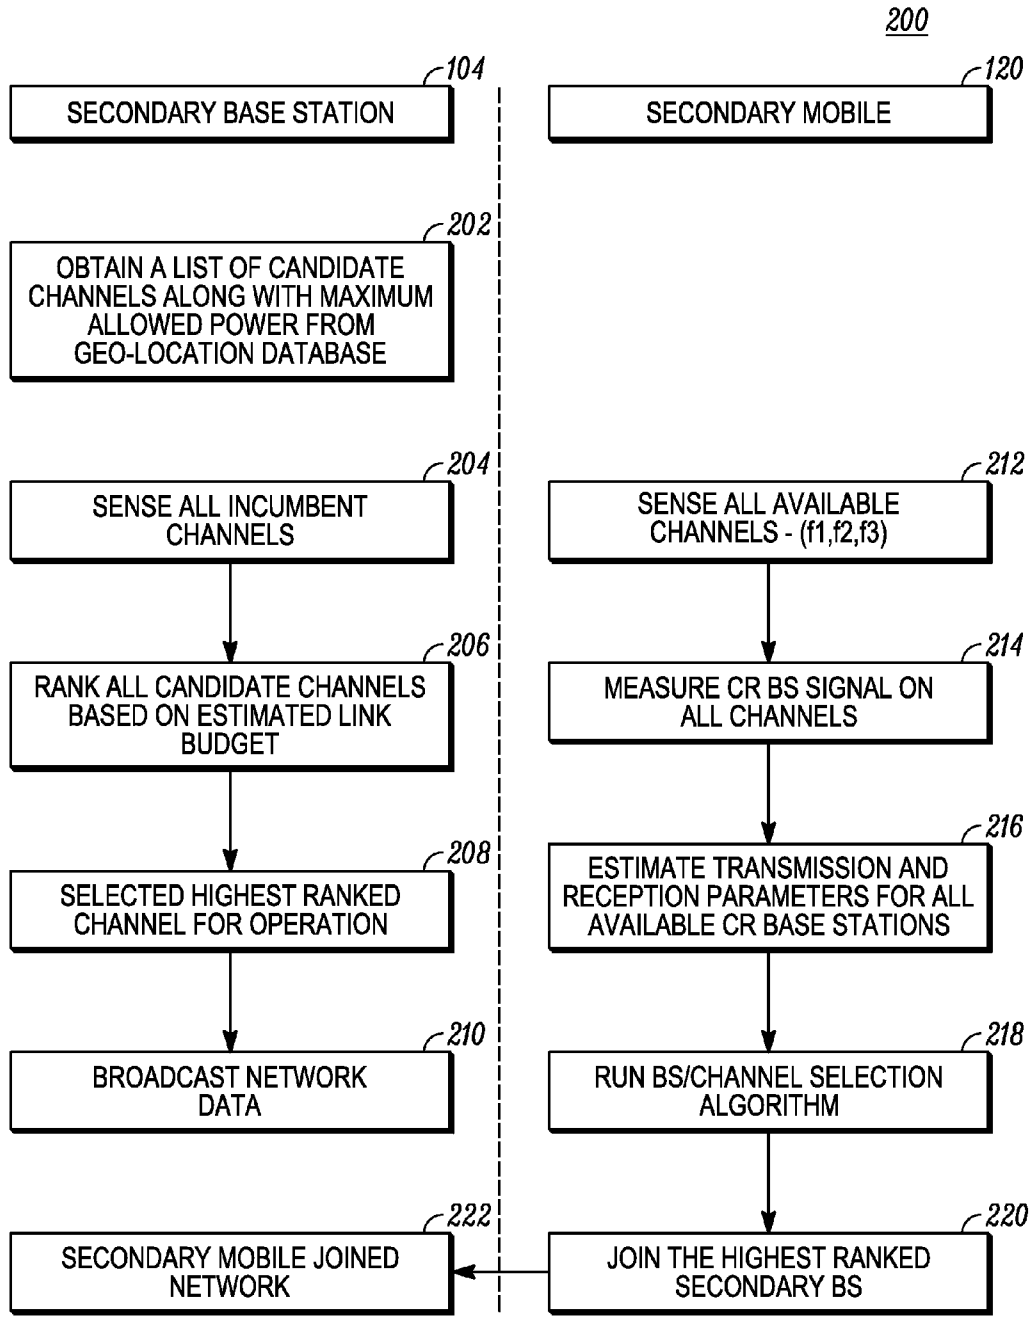 200
104
SECONDARY BASE STATION
120
SECONDARY MOBILE
202
OBTAIN A LIST OF CANDIDATE
CHANNELS ALONG WITH MAXIMUM
ALLOWED POWER FROM
GEO-LOCATION DATABASE
204
SENSE ALL INCUMBENT
CHANNELS
212
SENSE ALL AVAILABLE
CHANNELS - (f1,f2,f3)
206
RANK ALL CANDIDATE CHANNELS
BASED ON ESTIMATED LINK
BUDGET
214
MEASURE CR BS SIGNAL ON
ALL CHANNELS
208
SELECTED HIGHEST RANKED
CHANNEL FOR OPERATION
216
ESTIMATE TRANSMISSION AND
RECEPTION PARAMETERS FOR ALL
AVAILABLE CR BASE STATIONS
210
BROADCAST NETWORK
DATA
218
RUN BS/CHANNEL SELECTION
ALGORITHM
222
SECONDARY MOBILE JOINED
NETWORK
220
JOIN THE HIGHEST RANKED
SECONDARY BS